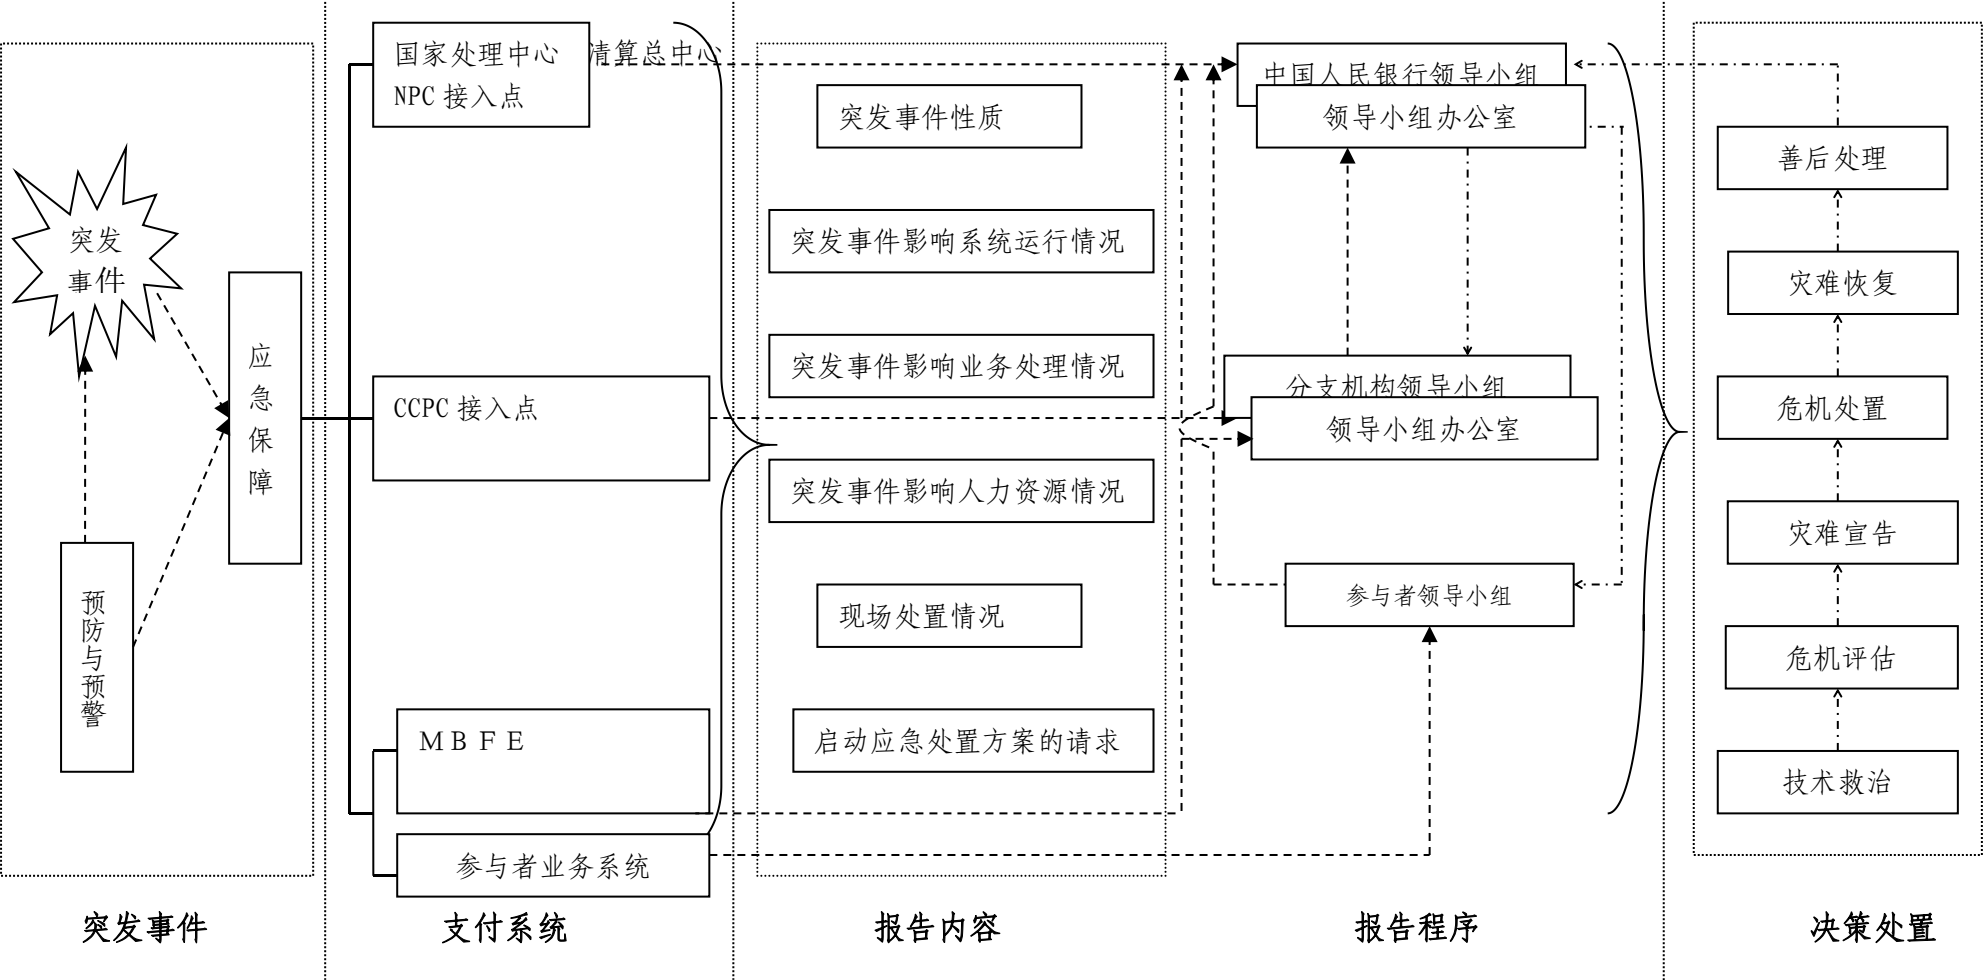 突发
事件
应
急
保
障
预
防
与
预
警
突发事件
国家处理中心
NPC 接入点
清算总中心
CCPC 接入点
ＭＢＦＥ
参与者业务系统
支付系统
突发事件性质
突发事件影响系统运行情况
突发事件影响业务处理情况
突发事件影响人力资源情况
现场处置情况
启动应急处置方案的请求
报告内容
中国人民银行领导小组
领导小组办公室
分支机构领导小组
领导小组办公室
参与者领导小组
报告程序
善后处理
灾难恢复
危机处置
灾难宣告
危机评估
技术救治
决策处置